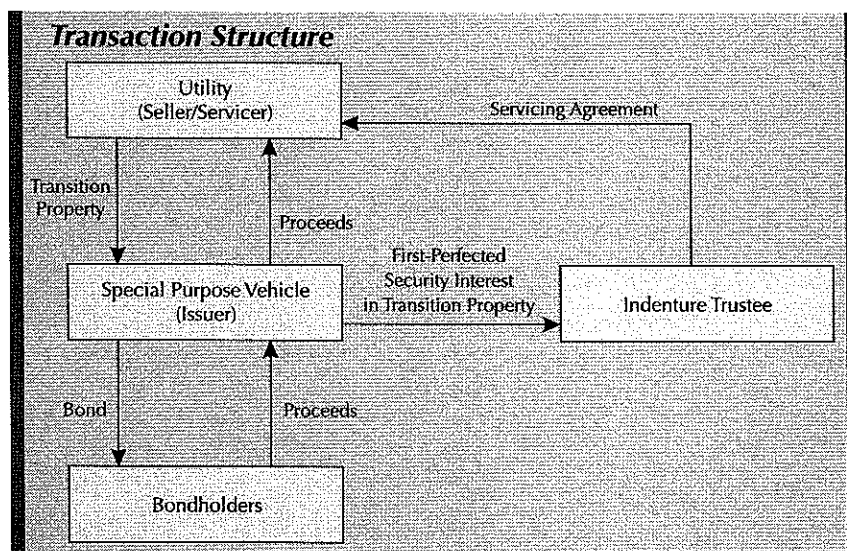 Transaction Structure
Utility
(Seller/Servicer)
Servicing Agreement
Transition
Property
Proceeds
First-Perfected
Security Interest
in Transition Property
Special Purpose Vehicle
(Issuer)
Indenture Trustee
Bond
Proceeds
Bondholders